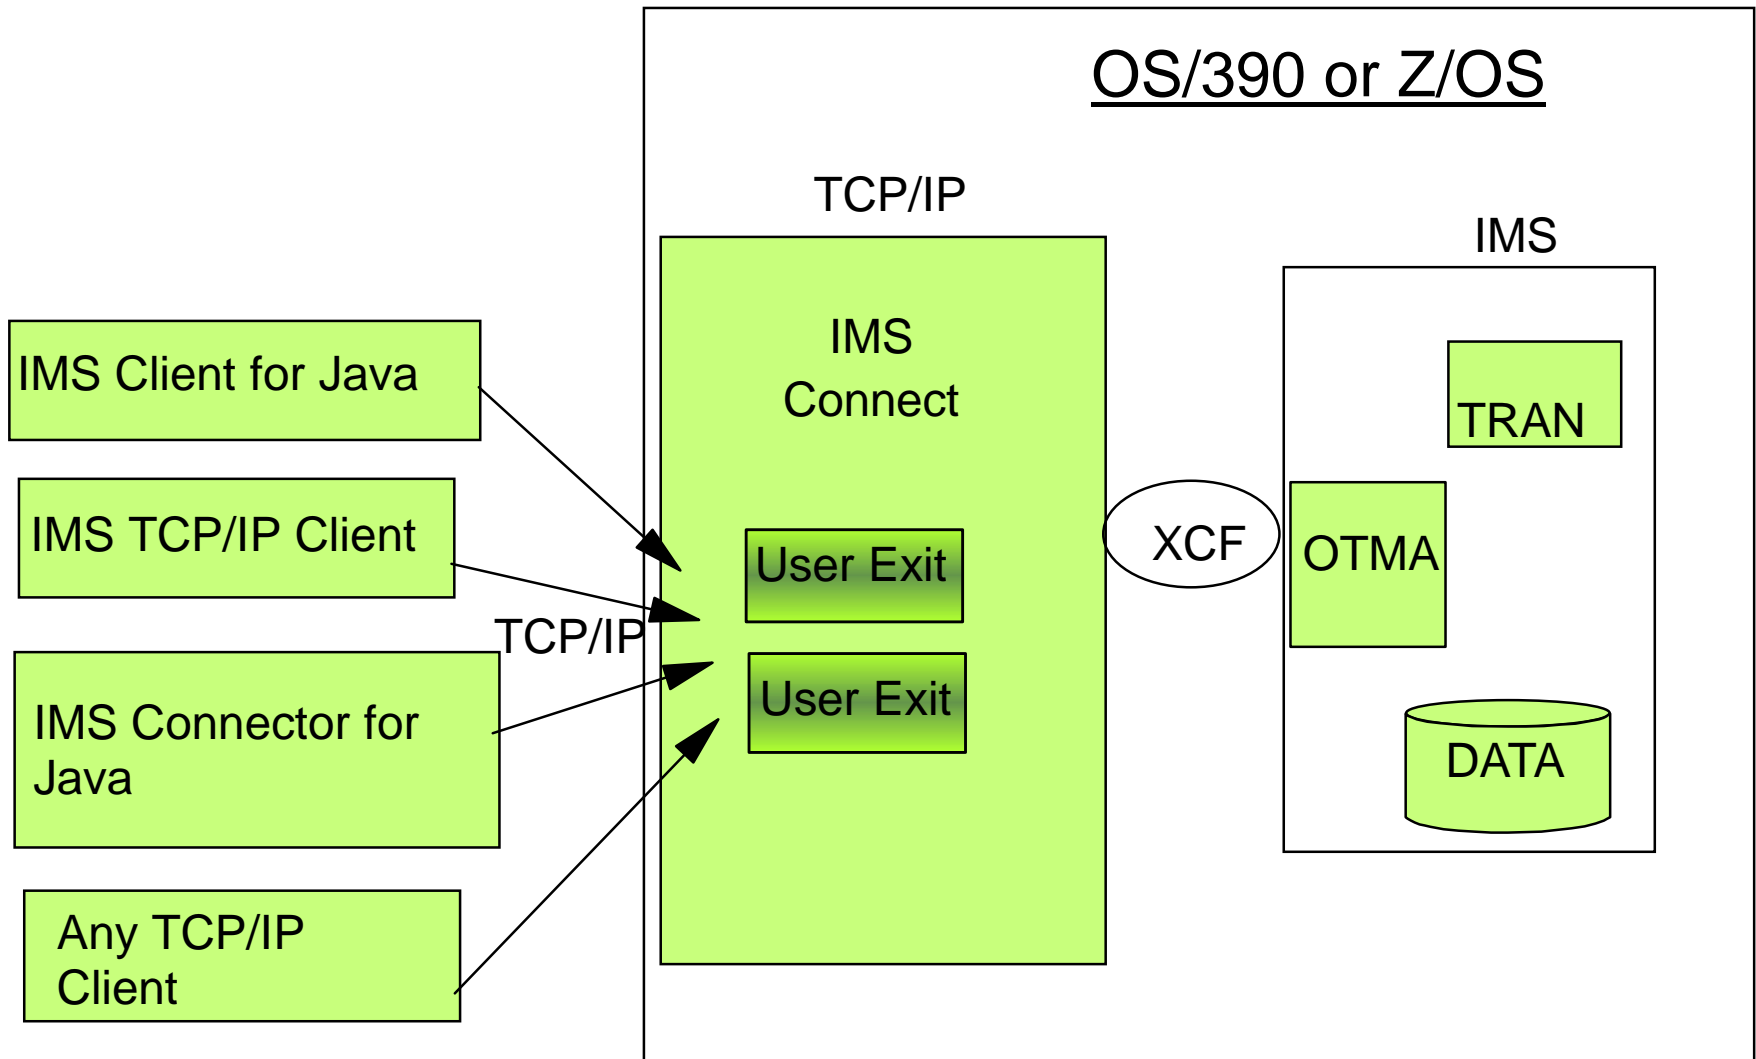 OS/390 or Z/OS
TCP/IP
IMS
IMS
Connect
IMS Client for Java
TRAN
IMS TCP/IP Client
User Exit
XCF
OTMA
TCP/IP
User Exit
IMS Connector for
Java
DATA
Any TCP/IP
Client